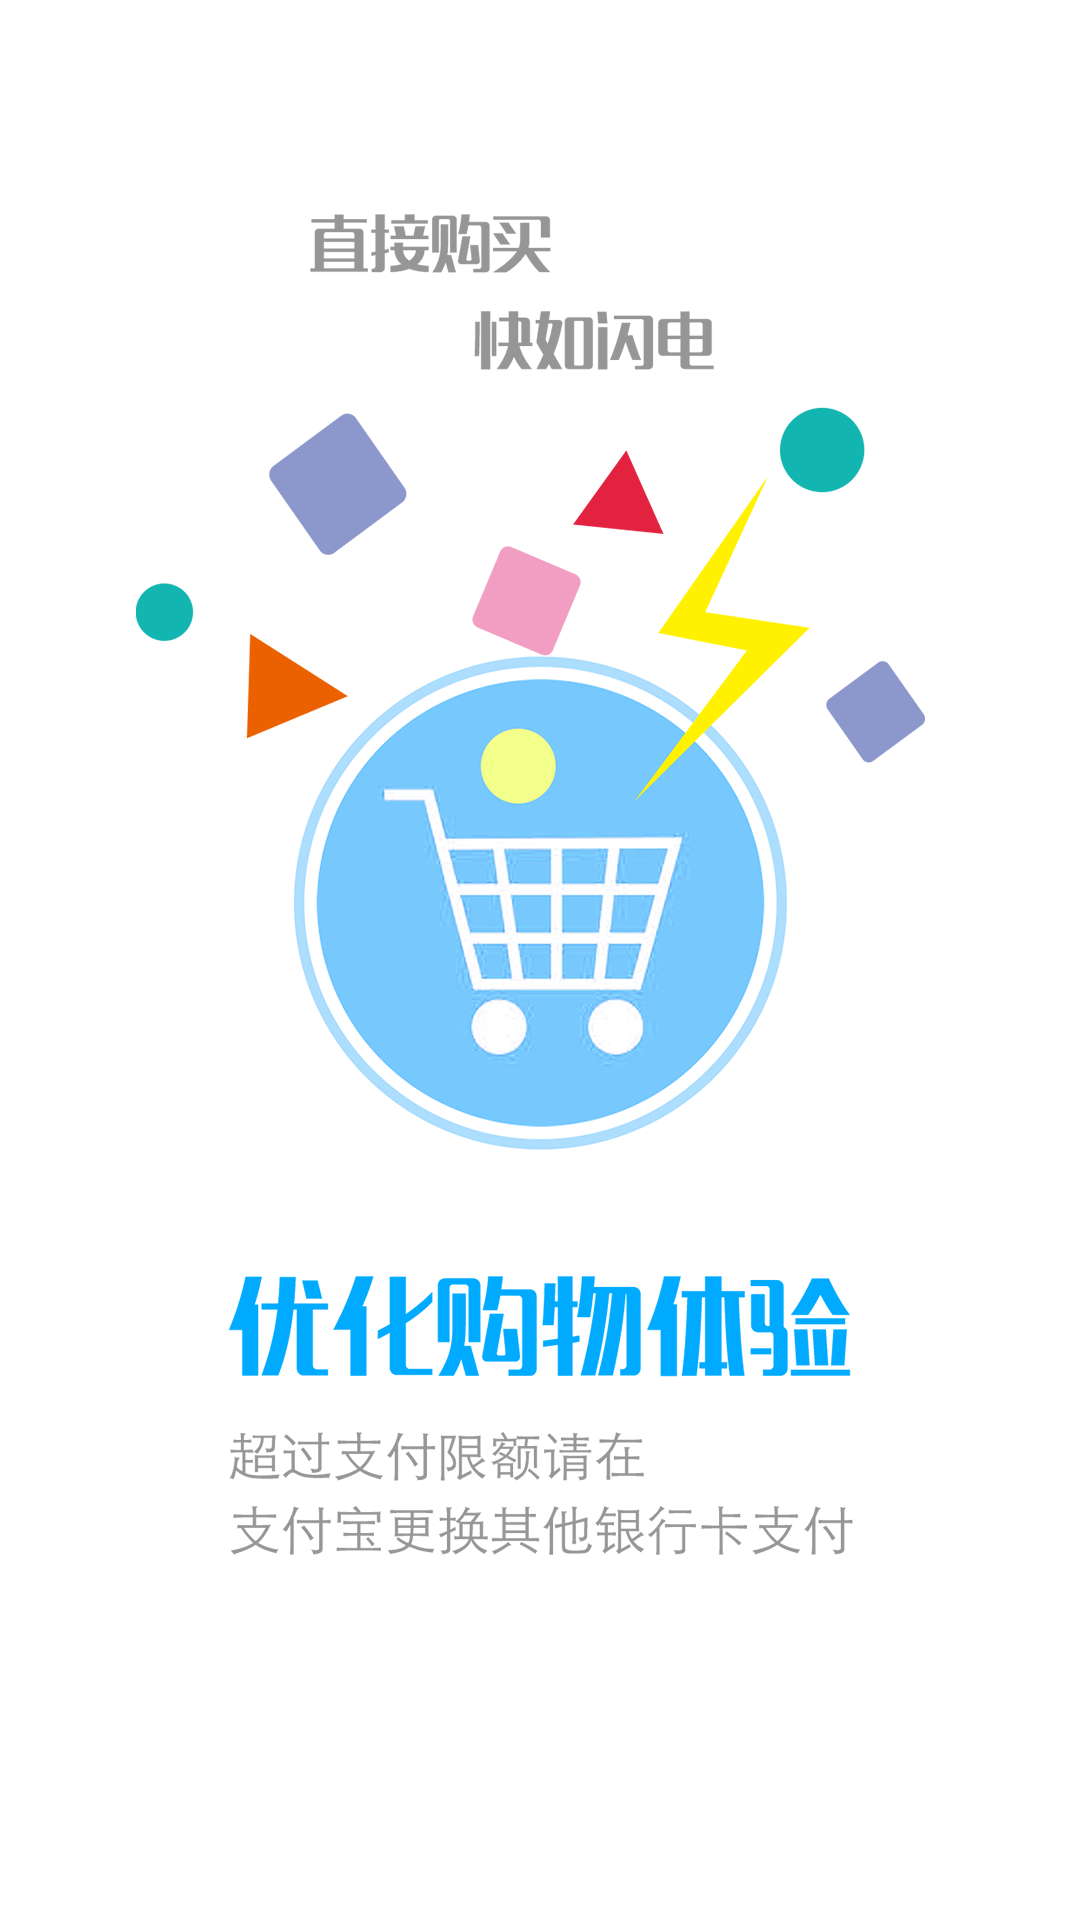 直接购买
快如闪电
优化购物体验
超过支付限额请在
支付宝更换其他银行卡支付